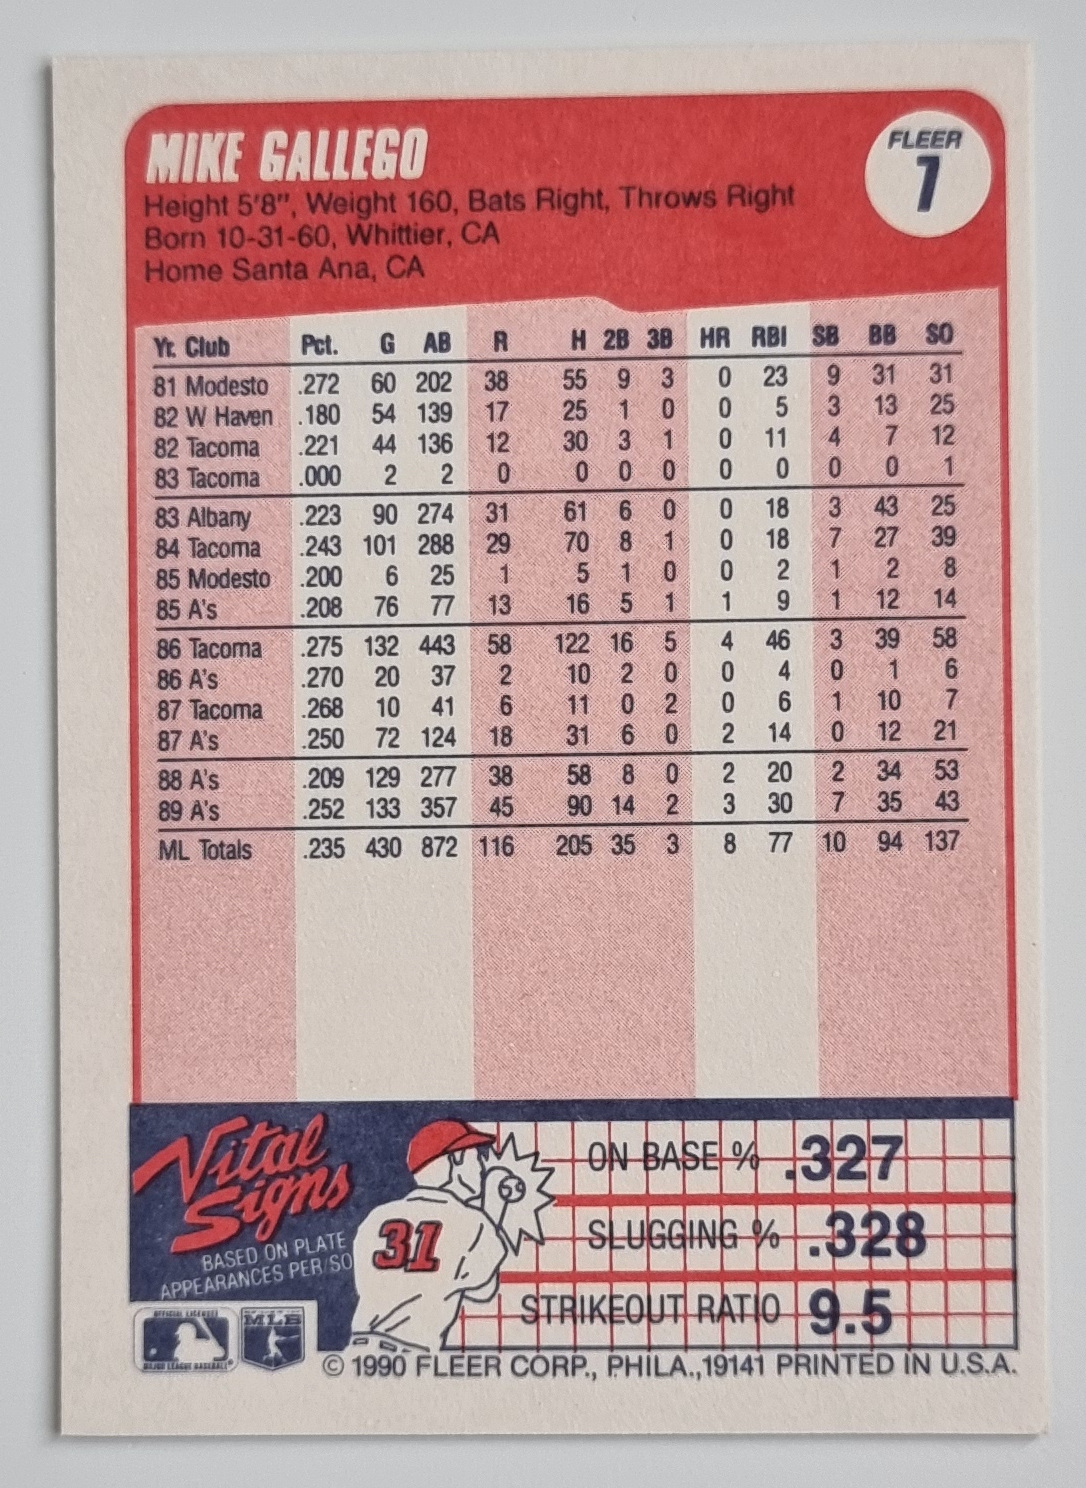 MIKE GALLEGO
FLEER
7
Height 5'8", Weight 160, Bats Right, Throws Right
Born 10-31-60, Whittier, CA
Home Santa Ana, CA
Yr. Club Pct. G AB R H 2B 3B HR RBI SB BB SO
81 Modesto .272 60 202 38 55 9 3 0 23 9 31 31
82 W Haven .180 54 139 17 25 1 0 0 5 3 13 25
82 Tacoma .221 44 136 12 30 3 1 0 11 4 7 12
83 Tacoma .000 2 2 0 0 0 0 0 0 0 0 1
83 Albany .223 90 274 31 61 6 0 0 18 3 43 25
84 Tacoma .243 101 288 29 70 8 1 0 18 7 27 39
85 Modesto .200 6 25 1 5 1 0 0 2 1 2 8
85 A's .208 76 77 13 16 5 1 1 9 1 12 14
86 Tacoma .275 132 443 58 122 16 5 4 46 3 39 58
86 A's .270 20 37 2 10 2 0 0 4 0 1 6
87 Tacoma .268 10 41 6 11 0 2 0 6 1 10 7
87 A's .250 72 124 18 31 6 0 2 14 0 12 21
88 A's .209 129 277 38 58 8 0 2 20 2 34 53
89 A's .252 133 357 45 90 14 2 3 30 7 35 43
ML Totals .235 430 872 116 205 35 3 8 77 10 94 137
Vital
Signs
BASED ON PLATE
APPEARANCES PER/SO
31
ON BASE % .327
SLUGGING % .328
STRIKEOUT RATIO 9.5
OFFICIAL LICENSEE
MAJOR LEAGUE BASEBALL
MLB
© 1990 FLEER CORP., PHILA.,19141 PRINTED IN U.S.A.